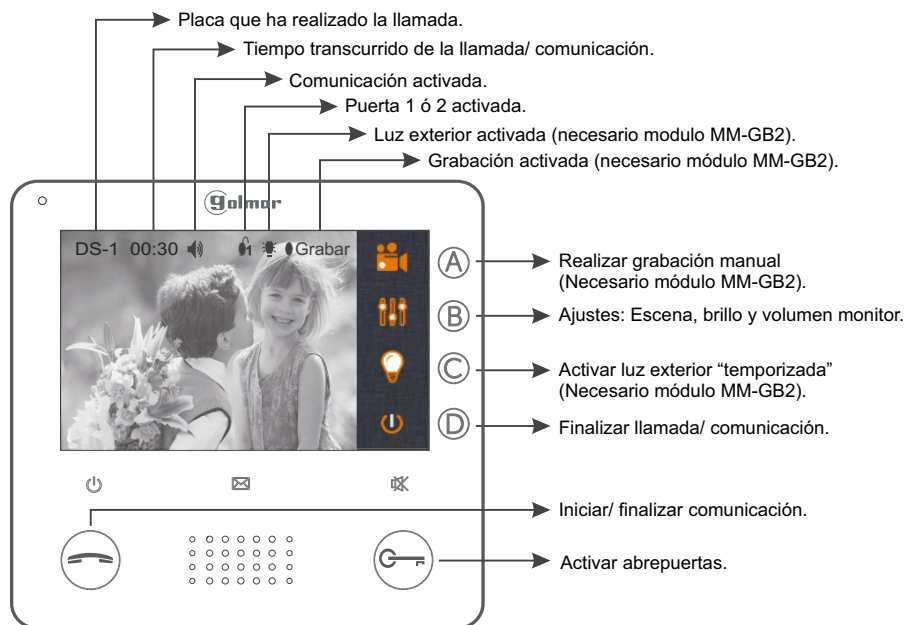 Placa que ha realizado la llamada.
Tiempo transcurrido de la llamada/ comunicación.
Comunicación activada.
Puerta 1 ó 2 activada.
Luz exterior activada (necesario modulo MM-GB2).
Grabación activada (necesario módulo MM-GB2).
golmar
DS-1 00:30 1 Grabar
A
Realizar grabación manual
(Necesario módulo MM-GB2).
B
Ajustes: Escena, brillo y volumen monitor.
C
Activar luz exterior “temporizada”
(Necesario módulo MM-GB2).
D
Finalizar llamada/ comunicación.
Iniciar/ finalizar comunicación.
Activar abrepuertas.